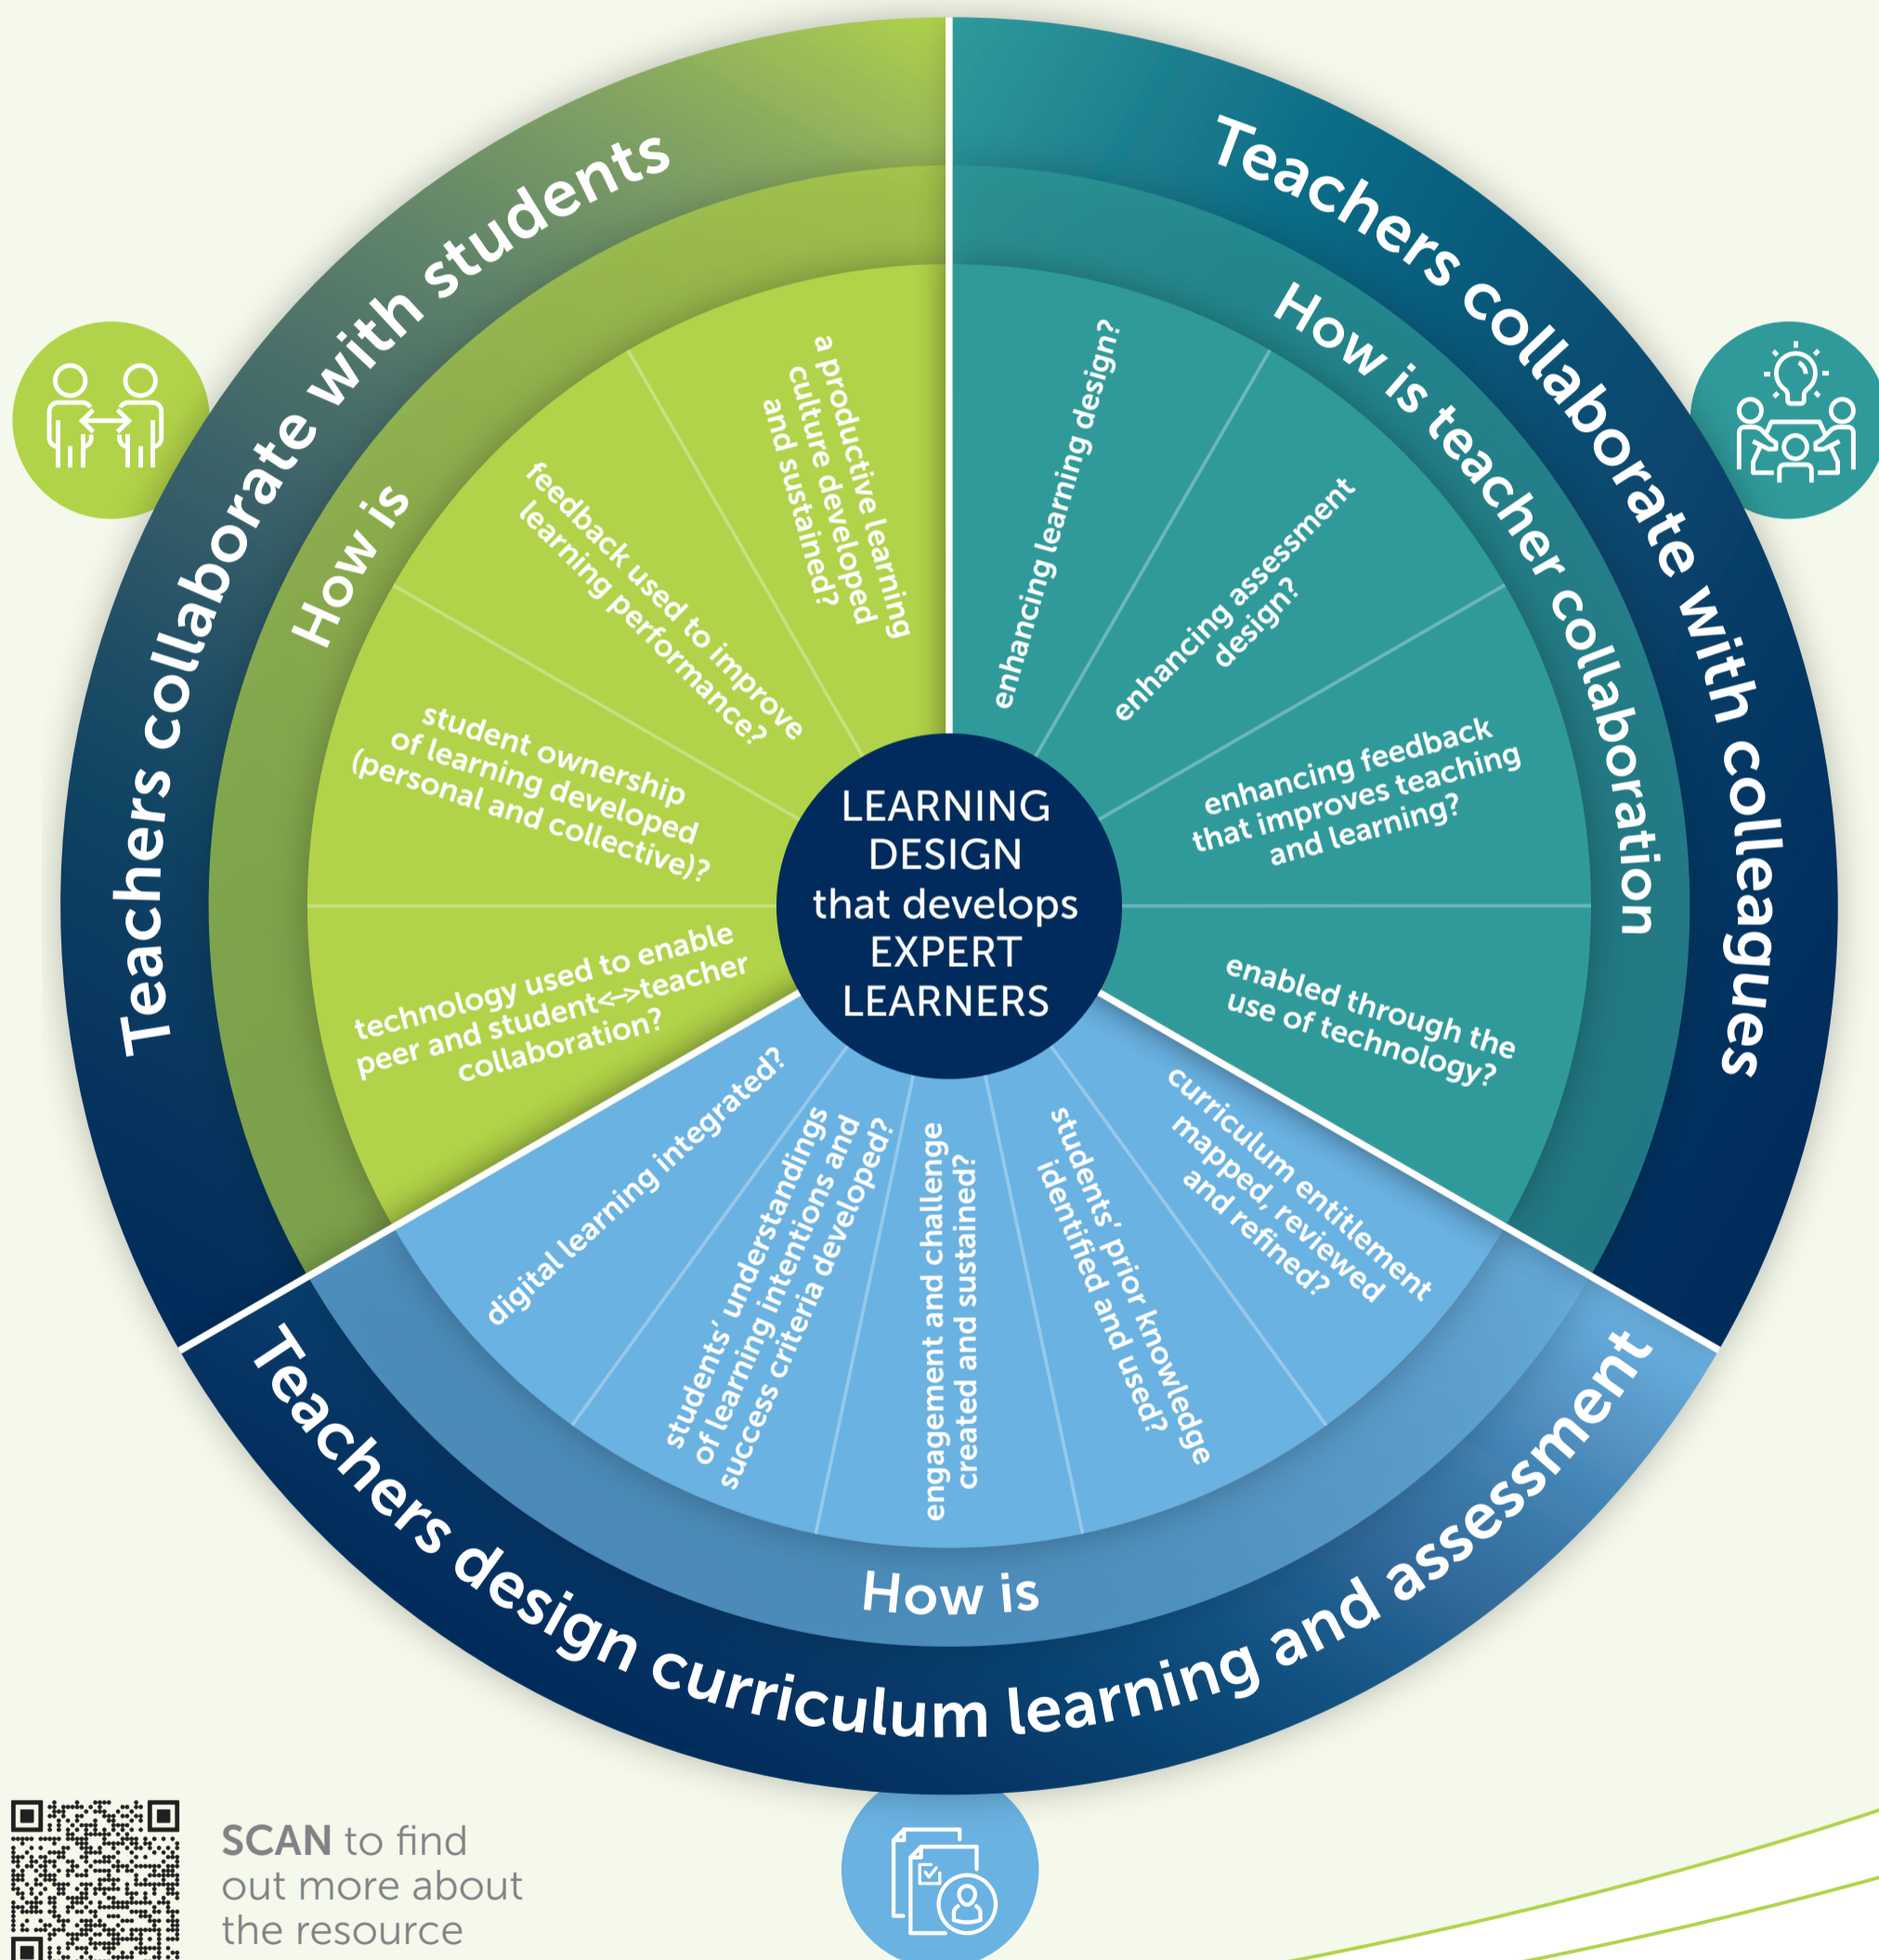 Teachers collaborate with students
How is
a productive learning
culture developed
and sustained?
feedback used to improve
learning performance?
student ownership
of learning developed
(personal and collective)?
technology used to enable
peer and student<->teacher
collaboration?
Teachers collaborate with colleagues
How is teacher collaboration
enhancing learning design?
enhancing assessment
design?
enhancing feedback
that improves teaching
and learning?
enabled through the
use of technology?
LEARNING
DESIGN
that develops
EXPERT
LEARNERS
Teachers design curriculum learning and assessment
How is
digital learning integrated?
students’ understandings
of learning intentions and
success criteria developed?
engagement and challenge
created and sustained?
students’ prior knowledge
identified and used?
curriculum entitlement
mapped, reviewed
and refined?
SCAN to find
out more about
the resource